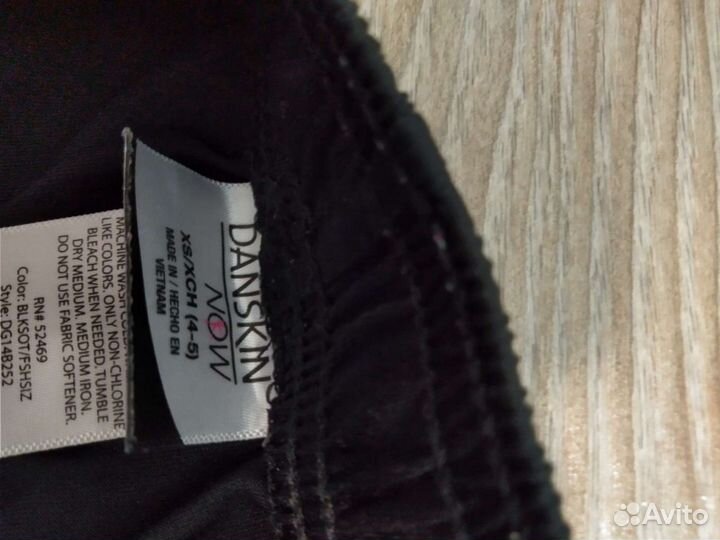 DANSKIN
NOW
XS/XCH (4-5)
MADE IN / HECHO EN
VIETNAM
MACHINE WASH
LIKE COLORS. ONLY NON-CHLORINE
BLEACH WHEN NEEDED, TUMBLE
DRY MEDIUM. MEDIUM IRON.
DO NOT USE FABRIC SOFTENER.
RN# 52469
Color: BLKSOT/FSHSIZ
Style: DG14B252
Avito